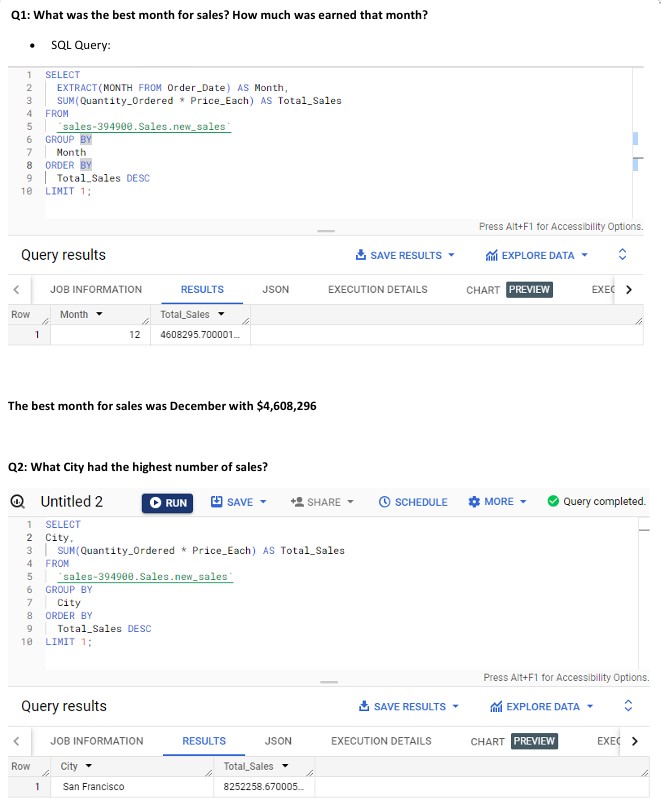 Q1: What was the best month for sales? How much was earned that month?
• SQL Query:
1 SELECT
2 EXTRACT(MONTH FROM Order_Date) AS Month,
3 SUM(Quantity_Ordered * Price_Each) AS Total_Sales
4 FROM
5 `sales-394900.Sales.new_sales`
6 GROUP BY
7 Month
8 ORDER BY
9 Total_Sales DESC
10 LIMIT 1;
Press Alt+F1 for Accessibility Options.
Query results SAVE RESULTS EXPLORE DATA
JOB INFORMATION RESULTS JSON EXECUTION DETAILS CHART PREVIEW EXEC
Row Month Total_Sales
1 12 4608295.700001...
The best month for sales was December with $4,608,296
Q2: What City had the highest number of sales?
Untitled 2 RUN SAVE SHARE SCHEDULE MORE Query completed.
1 SELECT
2 City,
3 SUM(Quantity_Ordered * Price_Each) AS Total_Sales
4 FROM
5 `sales-394900.Sales.new_sales`
6 GROUP BY
7 City
8 ORDER BY
9 Total_Sales DESC
10 LIMIT 1;
Press Alt+F1 for Accessibility Options.
Query results SAVE RESULTS EXPLORE DATA
JOB INFORMATION RESULTS JSON EXECUTION DETAILS CHART PREVIEW EXEC
Row City Total_Sales
1 San Francisco 8252258.670005...